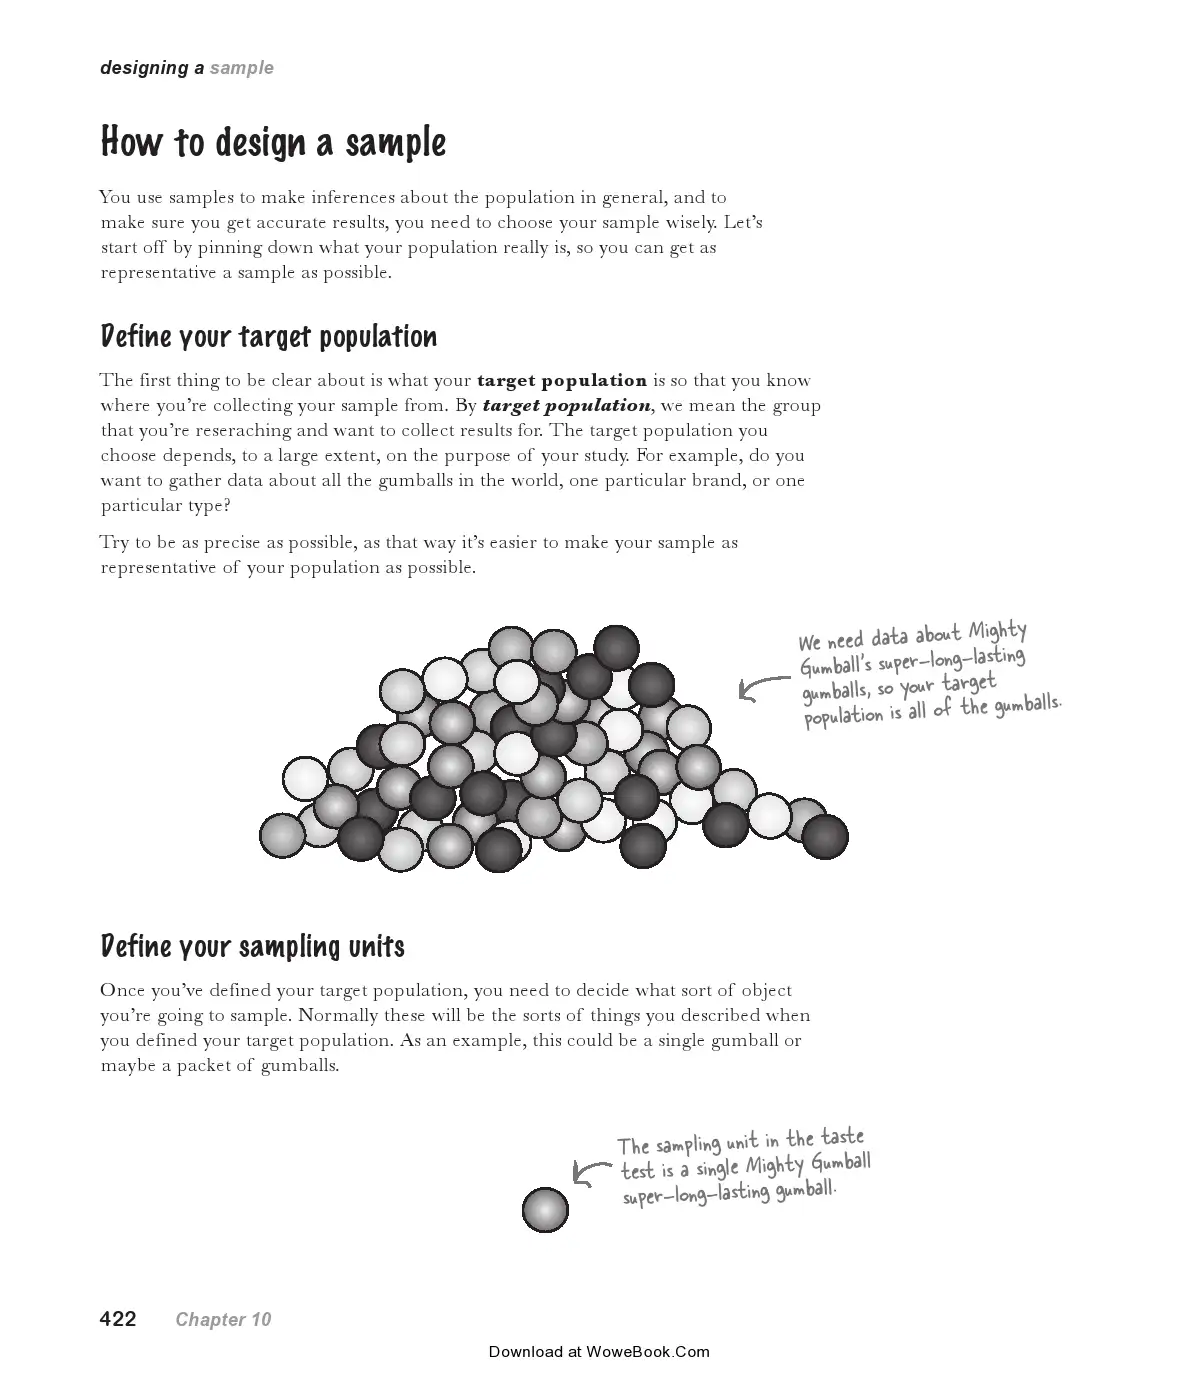 designing a sample
How to design a sample
You use samples to make inferences about the population in general, and to
make sure you get accurate results, you need to choose your sample wisely. Let’s
start off by pinning down what your population really is, so you can get as
representative a sample as possible.
Define your target population
The first thing to be clear about is what your target population is so that you know
where you’re collecting your sample from. By target population, we mean the group
that you’re reseraching and want to collect results for. The target population you
choose depends, to a large extent, on the purpose of your study. For example, do you
want to gather data about all the gumballs in the world, one particular brand, or one
particular type?
Try to be as precise as possible, as that way it’s easier to make your sample as
representative of your population as possible.
We need data about Mighty
Gumball’s super-long-lasting
gumballs, so your target
population is all of the gumballs.
Define your sampling units
Once you’ve defined your target population, you need to decide what sort of object
you’re going to sample. Normally these will be the sorts of things you described when
you defined your target population. As an example, this could be a single gumball or
maybe a packet of gumballs.
The sampling unit in the taste
test is a single Mighty Gumball
super-long-lasting gumball.
422 Chapter 10
Download at WoweBook.Com